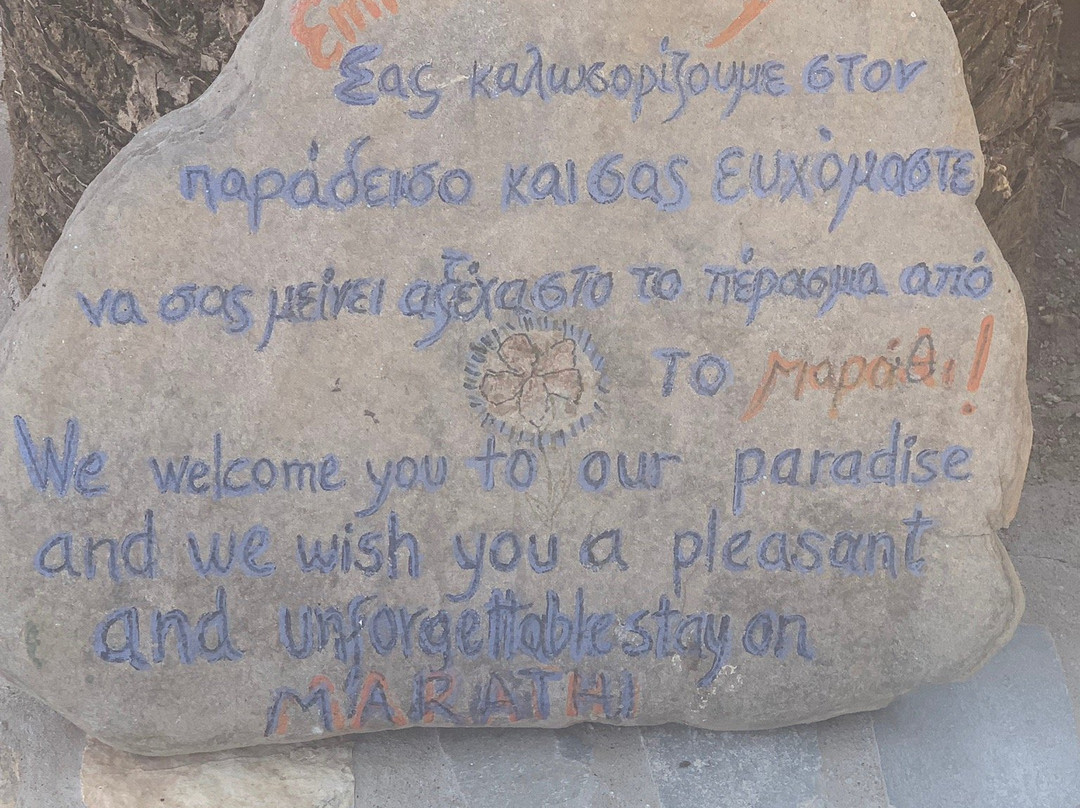 Σας καλωσορίζουμε στον
παράδεισο και σας ευχόμαστε
να σας μείνει αξέχαστο το πέρασμα από
το μαράθι!
We welcome you to our paradise
and we wish you a pleasant
and unforgettable stay on
MARATHI